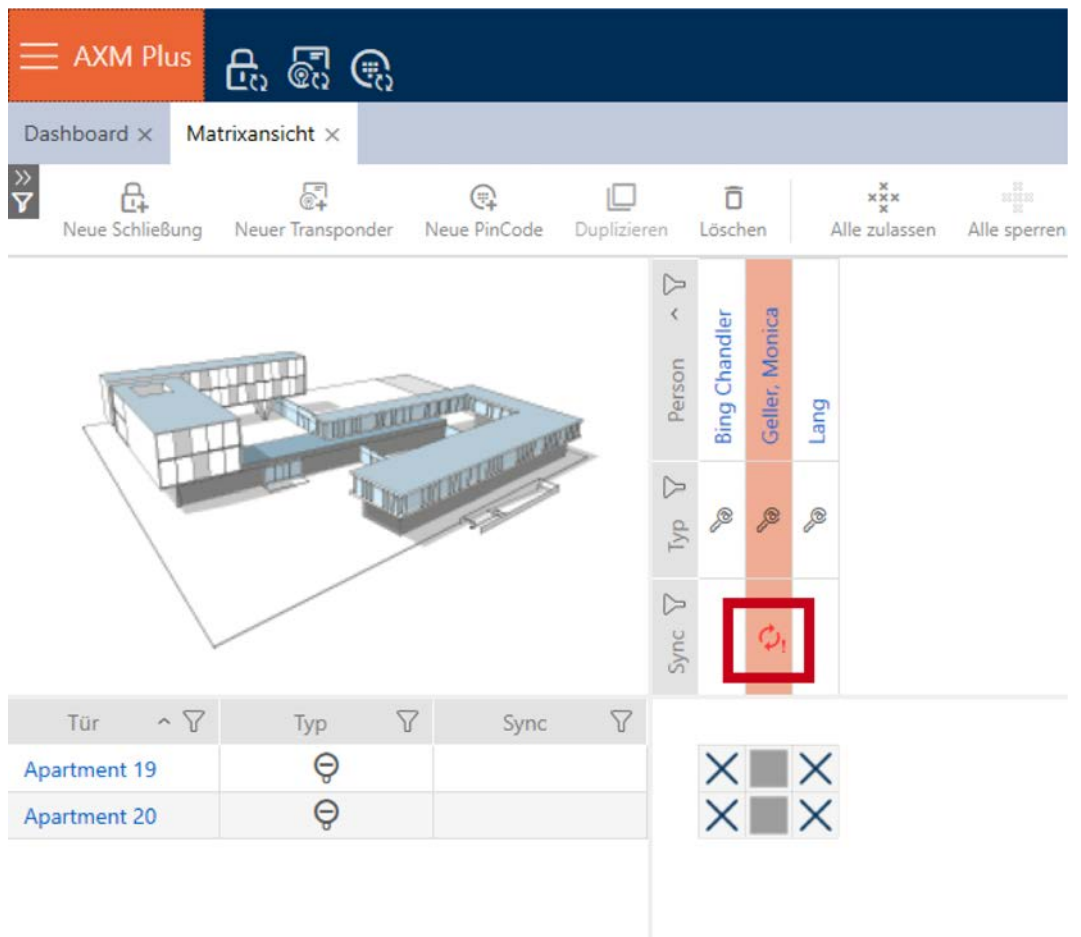 AXM Plus
Dashboard ×
Matrixansicht ×
Neue Schließung
Neuer Transponder
Neue PinCode
Duplizieren
Löschen
Alle zulassen
Alle sperren
Person
Bing Chandler
Geller, Monica
Lang
Typ
Sync
Tür
Typ
Sync
Apartment 19
Apartment 20